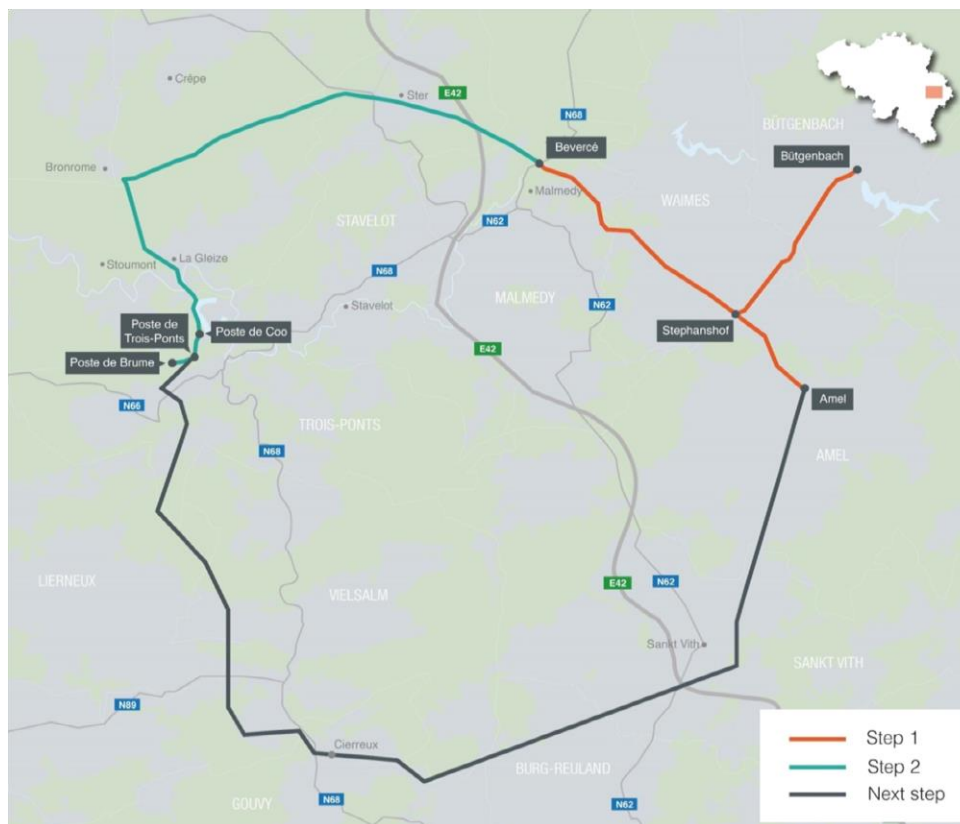 Crêpe
Ster
E42
N68
BÜTGENBACH
Bevercé
Bütgenbach
Bronrome
Malmedy
WAIMES
STAVELOT
N62
La Gleize
Stoumont
N68
MALMEDY
N62
Stavelot
Stephanshof
Poste de
Trois-Ponts
Poste de Coo
E42
Poste de Brume
Amel
N66
TROIS-PONTS
N68
AMEL
LIERNEUX
VIELSALM
E42
N62
Sankt Vith
SANKT VITH
N89
Cierreux
BURG-REULAND
GOUVY
N68
N62
Step 1
Step 2
Next step